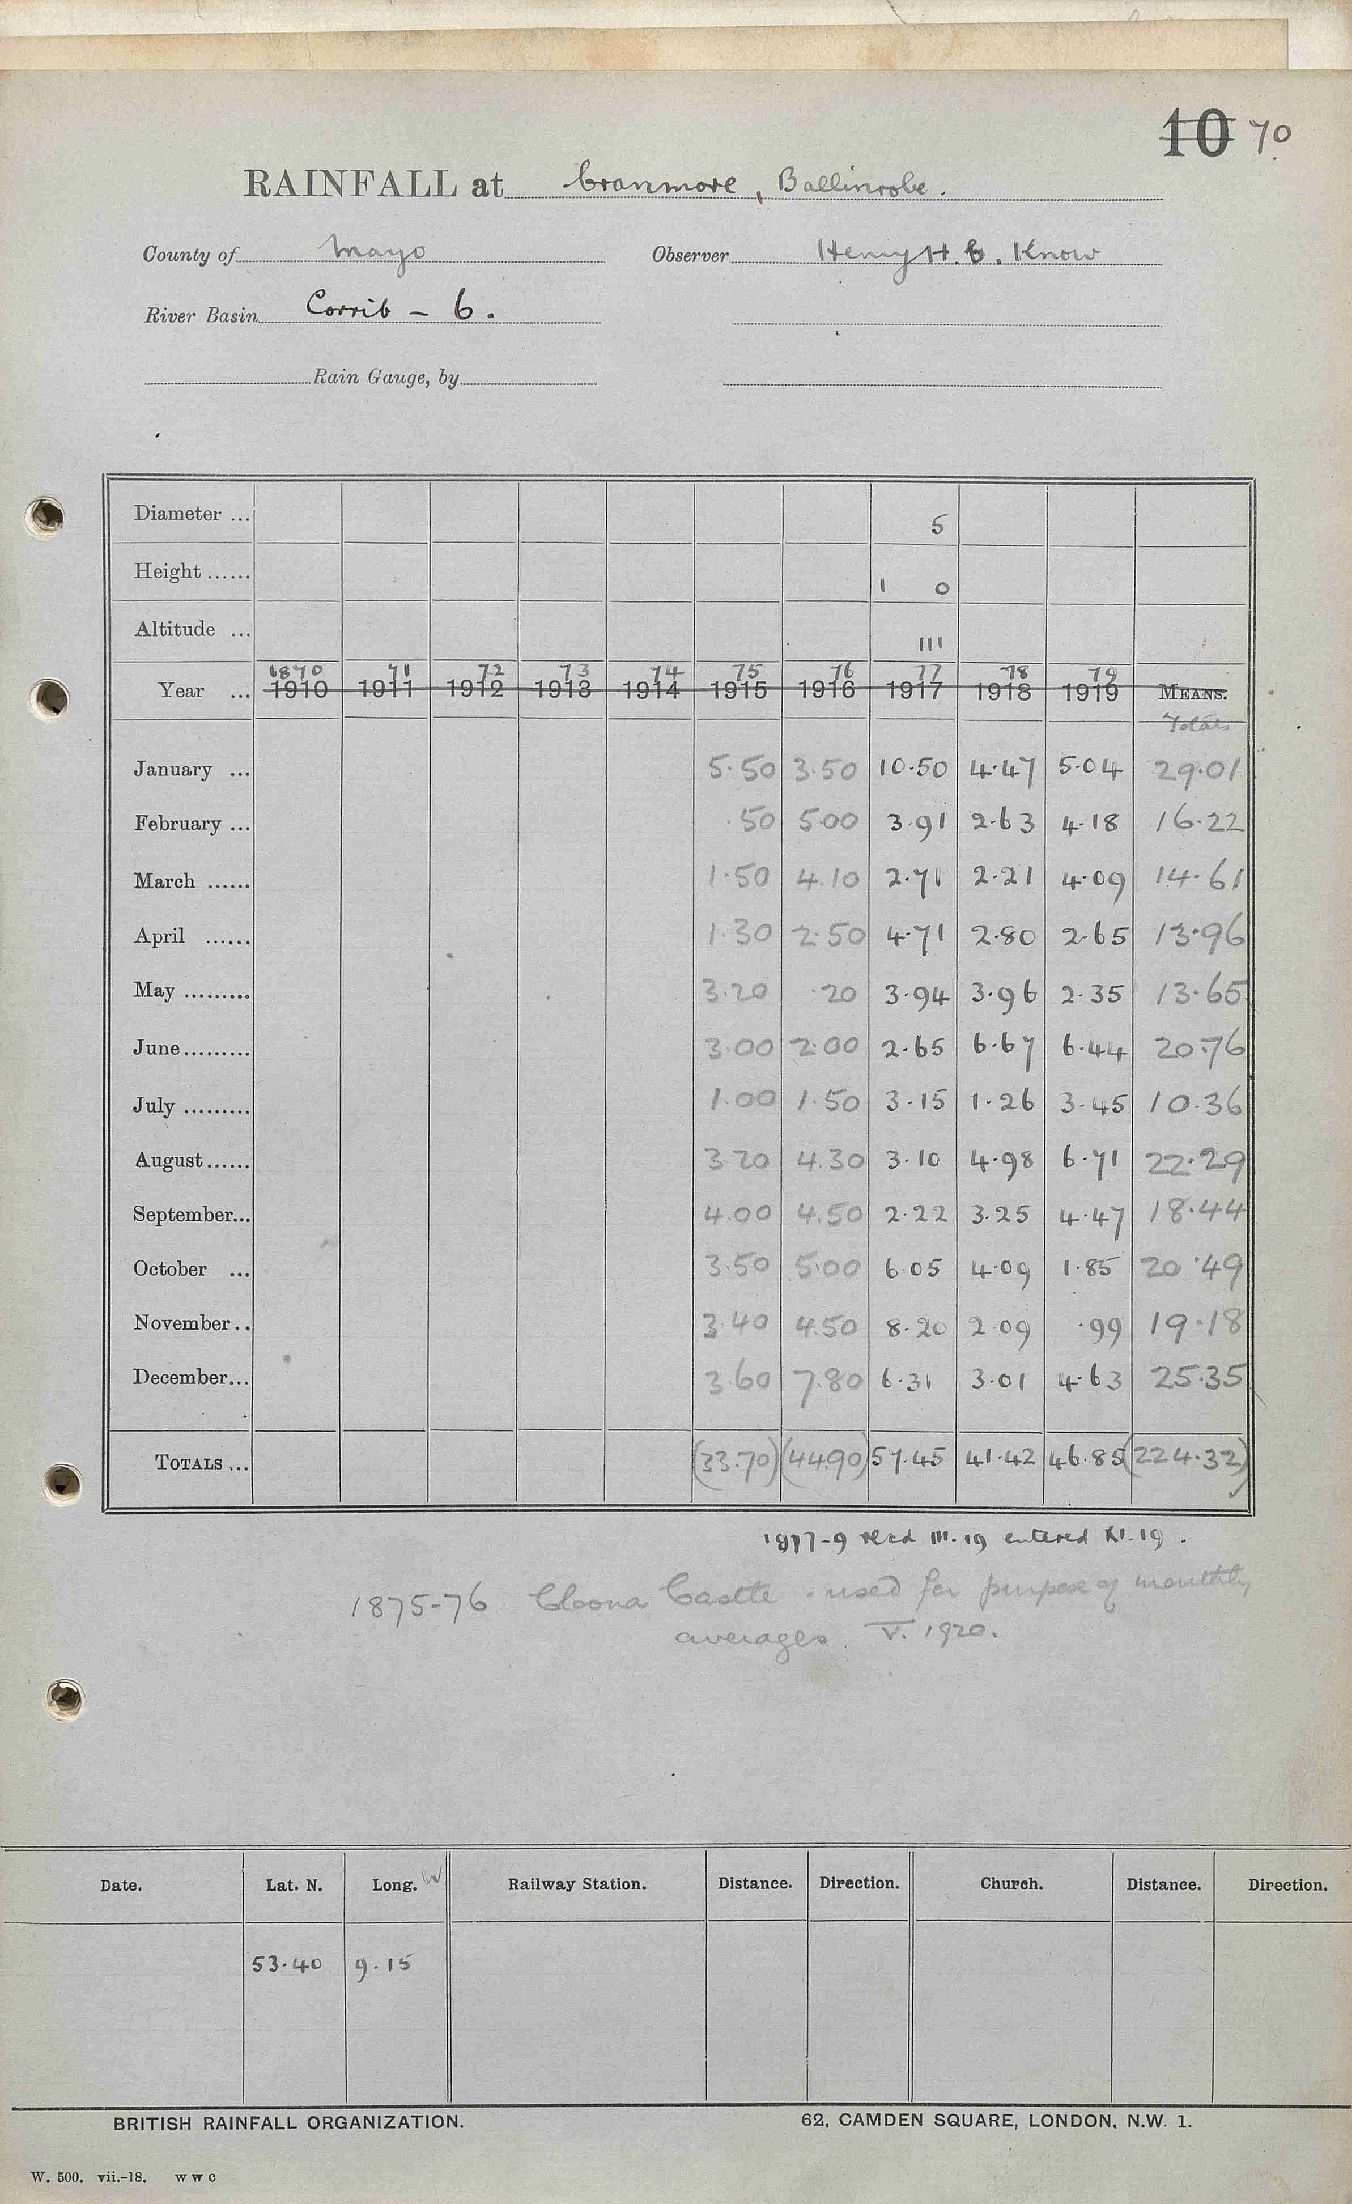 10 70
RAINFALL at Cranmore, Ballinrobe.
County of Mayo Observer Henry H. C. Knox
River Basin Corrib - 6.
Rain Gauge, by
Diameter ... 5
Height ...... 1 0
Altitude ... 111
1870 71 72 73 74 75 76 77 78 79
Year ... 1910 1911 1912 1913 1914 1915 1916 1917 1918 1919 MEANS.
Totals
January ... 5.50 3.50 10.50 4.47 5.04 29.01
February ... .50 5.00 3.91 2.63 4.18 16.22
March ...... 1.50 4.10 2.71 2.21 4.09 14.61
April ...... 1.30 2.50 4.71 2.80 2.65 13.96
May ......... 3.20 .20 3.94 3.96 2.35 13.65
June......... 3.00 2.00 2.65 6.67 6.44 20.76
July ......... 1.00 1.50 3.15 1.26 3.45 10.36
August...... 3.20 4.30 3.10 4.98 6.71 22.29
September... 4.00 4.50 2.22 3.25 4.47 18.44
October ... 3.50 5.00 6.05 4.09 1.85 20.49
November.. 3.40 4.50 8.20 2.09 .99 19.18
December... 3.60 7.80 6.31 3.01 4.63 25.35
TOTALS ... (33.70) (44.90) 57.45 41.42 46.85 (224.32)
1877-9 recd III.19 entered XI.19.
1875-76 Cloona Castle used for purpose of monthly
averages. V. 1920.
Date. Lat. N. Long. W Railway Station. Distance. Direction. Church. Distance. Direction.
53.40 9.15
BRITISH RAINFALL ORGANIZATION. 62, CAMDEN SQUARE, LONDON, N.W. 1.
W. 500. vii.-18. W W C